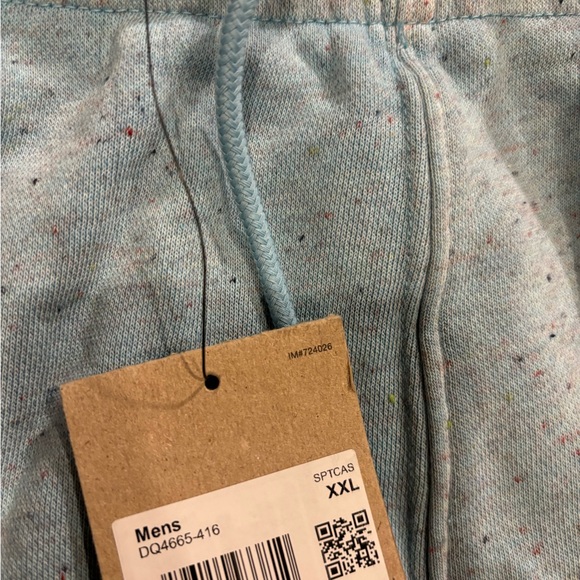 IM#724026
SPTCAS
XXL
Mens
DQ4665-416